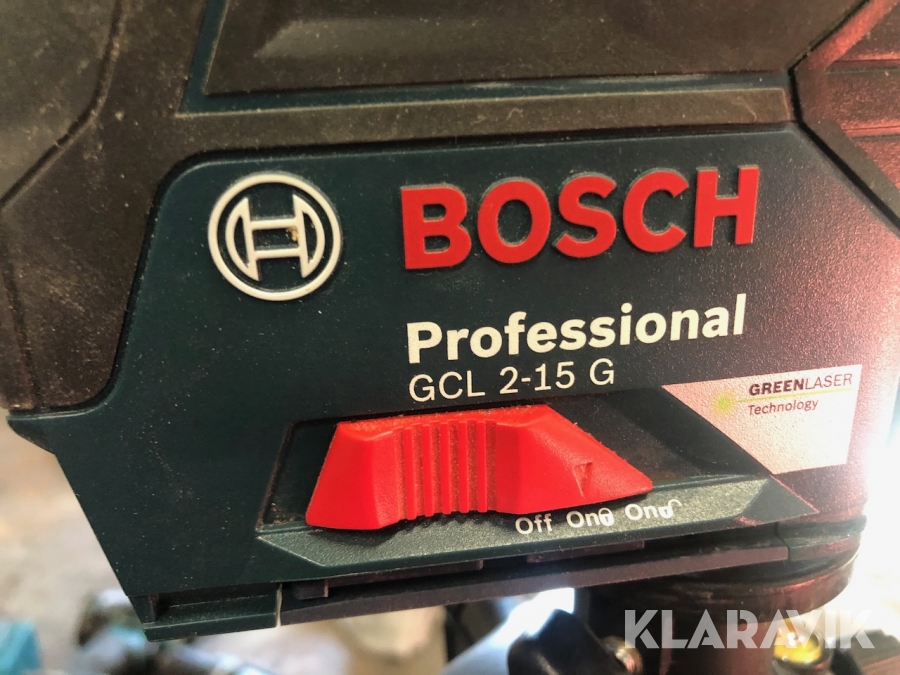 BOSCH
Professional
GCL 2-15 G
GREENLASER
Technology
Off On On
KLARAVIK